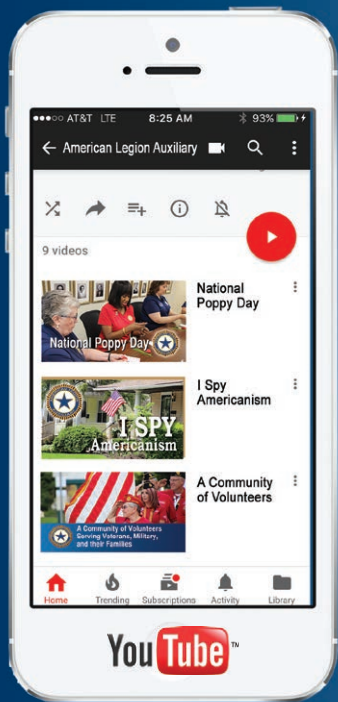 AT&T LTE 8:25 AM 93%
American Legion Auxiliary
9 videos
National Poppy Day
National
Poppy Day
I SPY
Americanism
I Spy
Americanism
A Community of Volunteers
Serving Veterans, Military,
and their Families
A Community
of Volunteers
Home Trending Subscriptions Activity Library
YouTube™